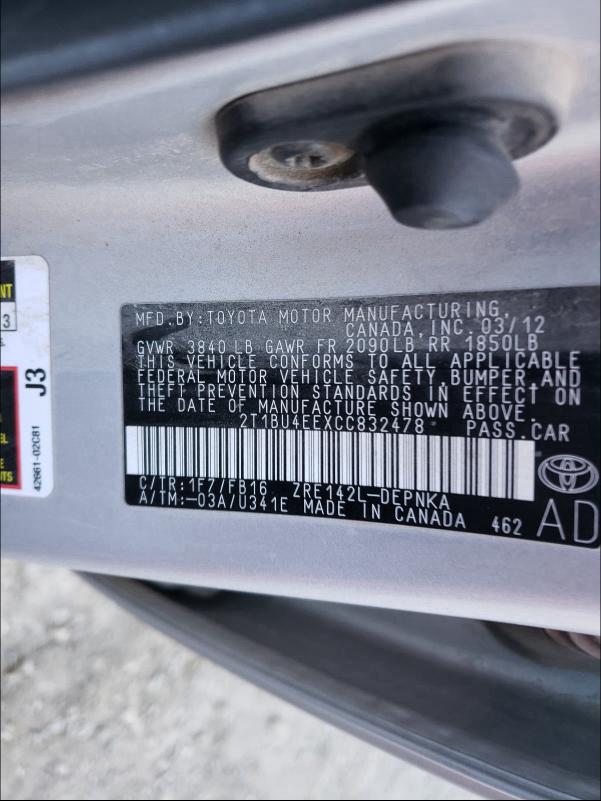 MFD.BY:TOYOTA MOTOR MANUFACTURING,
CANADA, INC. 03/12
GVWR 3840 LB GAWR FR 2090LB RR 1850LB
THIS VEHICLE CONFORMS TO ALL APPLICABLE
FEDERAL MOTOR VEHICLE SAFETY,BUMPER,AND
THEFT PREVENTION STANDARDS IN EFFECT ON
THE DATE OF MANUFACTURE SHOWN ABOVE.
2T1BU4EEXCC832478 PASS.CAR
C/TR:1F7/FB16 ZRE142L-DEPNKA
A/TM:-03A/U341E MADE IN CANADA 462
AD
3
J3
42661-02C81